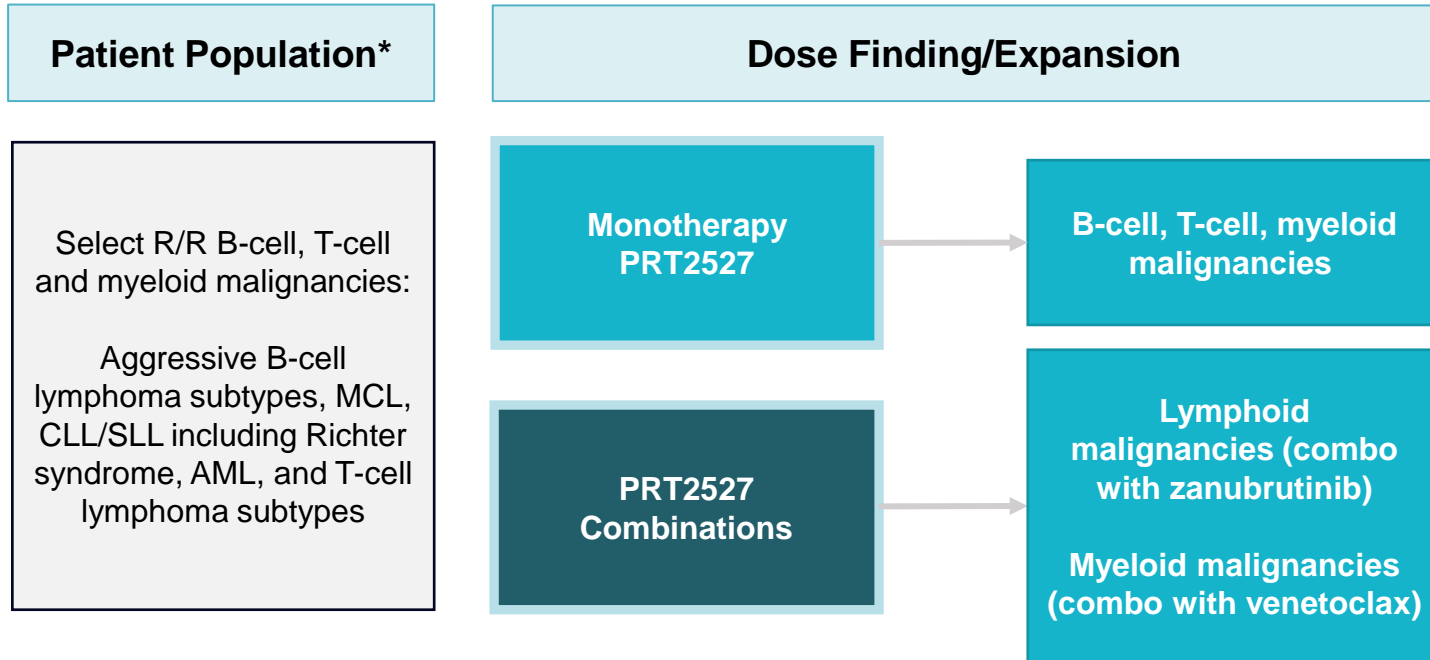 Patient Population*
Dose Finding/Expansion
Select R/R B-cell, T-cell
and myeloid malignancies:
Aggressive B-cell
lymphoma subtypes, MCL,
CLL/SLL including Richter
syndrome, AML, and T-cell
lymphoma subtypes
Monotherapy
PRT2527
B-cell, T-cell, myeloid
malignancies
PRT2527
Combinations
Lymphoid
malignancies (combo
with zanubrutinib)
Myeloid malignancies
(combo with venetoclax)